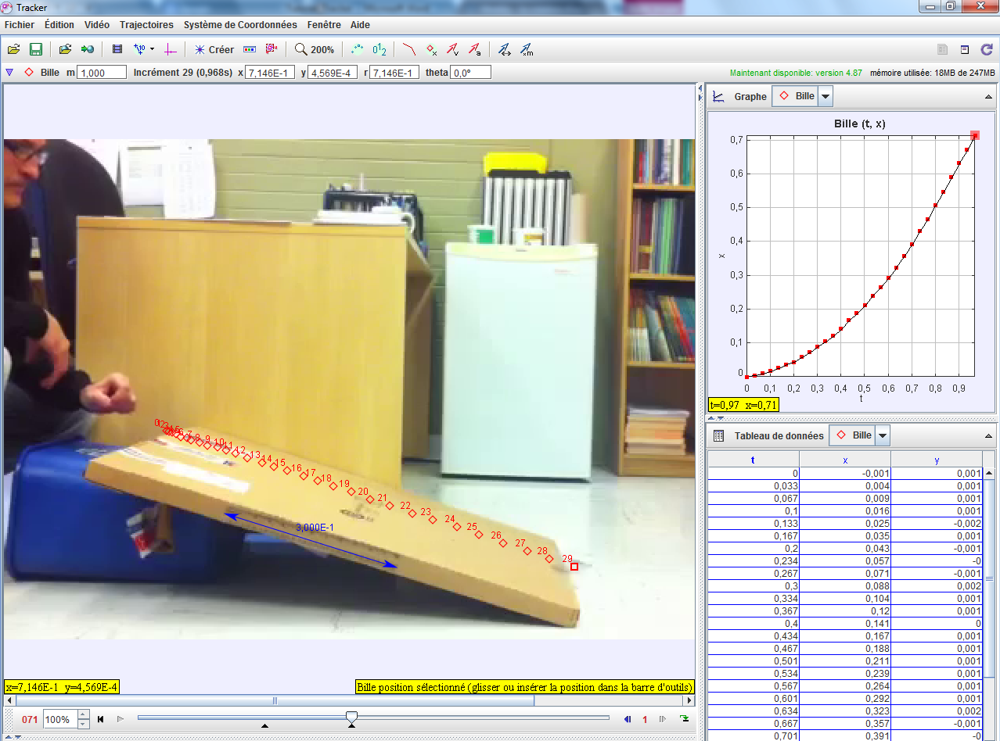 Tracker
Fichier Édition Vidéo Trajectoires Système de Coordonnées Fenêtre Aide
Créer 200%
Bille m 1,000 Incrément 29 (0,968s) x 7,146E-1 y 4,569E-4 r 7,146E-1 theta 0,0° Maintenant disponible: version 4.87 mémoire utilisée: 18MB de 247MB
Graphe Bille
Bille (t, x)
0,7
0,6
0,5
0,4
0,3
0,2
0,1
0
x
0 0,1 0,2 0,3 0,4 0,5 0,6 0,7 0,8 0,9
t
t=0,97 x=0,71
0 2 3 4 5 6 7 8 9 10 11 12 13 14 15 16 17 18 19 20 21 22 23 24 25 26 27 28 29
3,000E-1
Tableau de données Bille
t x y
0 -0,001 0,001
0,033 0,004 0,001
0,067 0,009 0,001
0,1 0,016 0,001
0,133 0,025 -0,002
0,167 0,035 0,001
0,2 0,043 -0,001
0,234 0,057 -0
0,267 0,071 -0,001
0,3 0,088 0,002
0,334 0,104 0,001
0,367 0,12 0,001
0,4 0,141 0
0,434 0,167 0,001
0,467 0,188 0,001
0,501 0,211 0,001
0,534 0,239 0,001
0,567 0,264 0,001
0,601 0,292 0,001
0,634 0,323 0,002
0,667 0,357 -0,001
0,701 0,391 -0
x=7,146E-1 y=4,569E-4 Bille position sélectionné (glisser ou insérer la position dans la barre d'outils)
071 100% 1